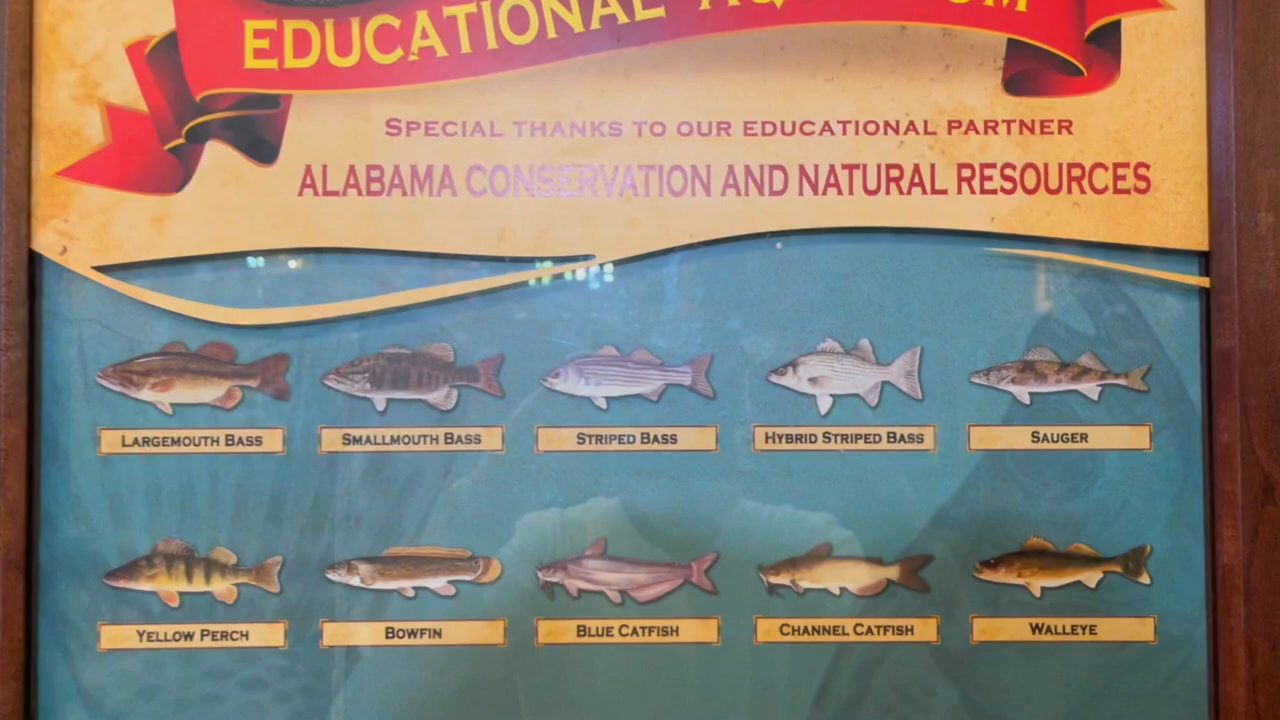 EDUCATIONAL
SPECIAL THANKS TO OUR EDUCATIONAL PARTNER
ALABAMA CONSERVATION AND NATURAL RESOURCES
LARGEMOUTH BASS
SMALLMOUTH BASS
STRIPED BASS
HYBRID STRIPED BASS
SAUGER
YELLOW PERCH
BOWFIN
BLUE CATFISH
CHANNEL CATFISH
WALLEYE